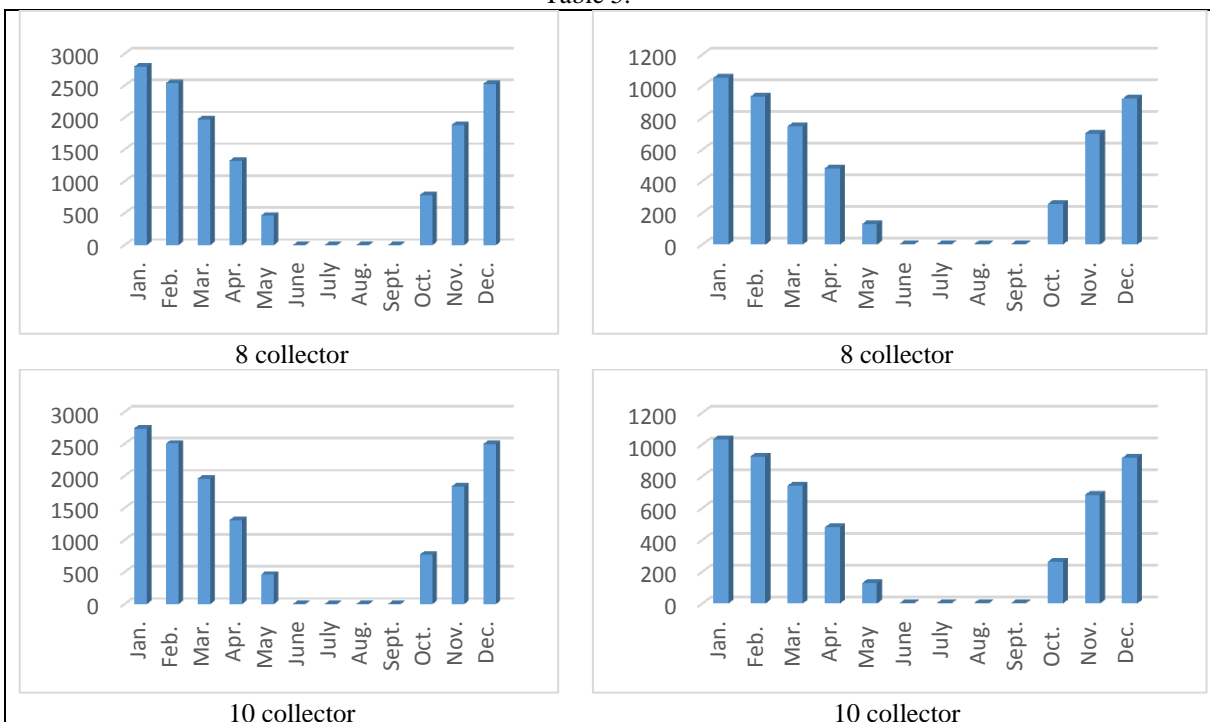 Table 3.
3000
2500
2000
1500
1000
500
0
Jan.
Feb.
Mar.
Apr.
May
June
July
Aug.
Sept.
Oct.
Nov.
Dec.
8 collector
1200
1000
800
600
400
200
0
Jan.
Feb.
Mar.
Apr.
May
June
July
Aug.
Sept.
Oct.
Nov.
Dec.
8 collector
3000
2500
2000
1500
1000
500
0
Jan.
Feb.
Mar.
Apr.
May
June
July
Aug.
Sept.
Oct.
Nov.
Dec.
10 collector
1200
1000
800
600
400
200
0
Jan.
Feb.
Mar.
Apr.
May
June
July
Aug.
Sept.
Oct.
Nov.
Dec.
10 collector